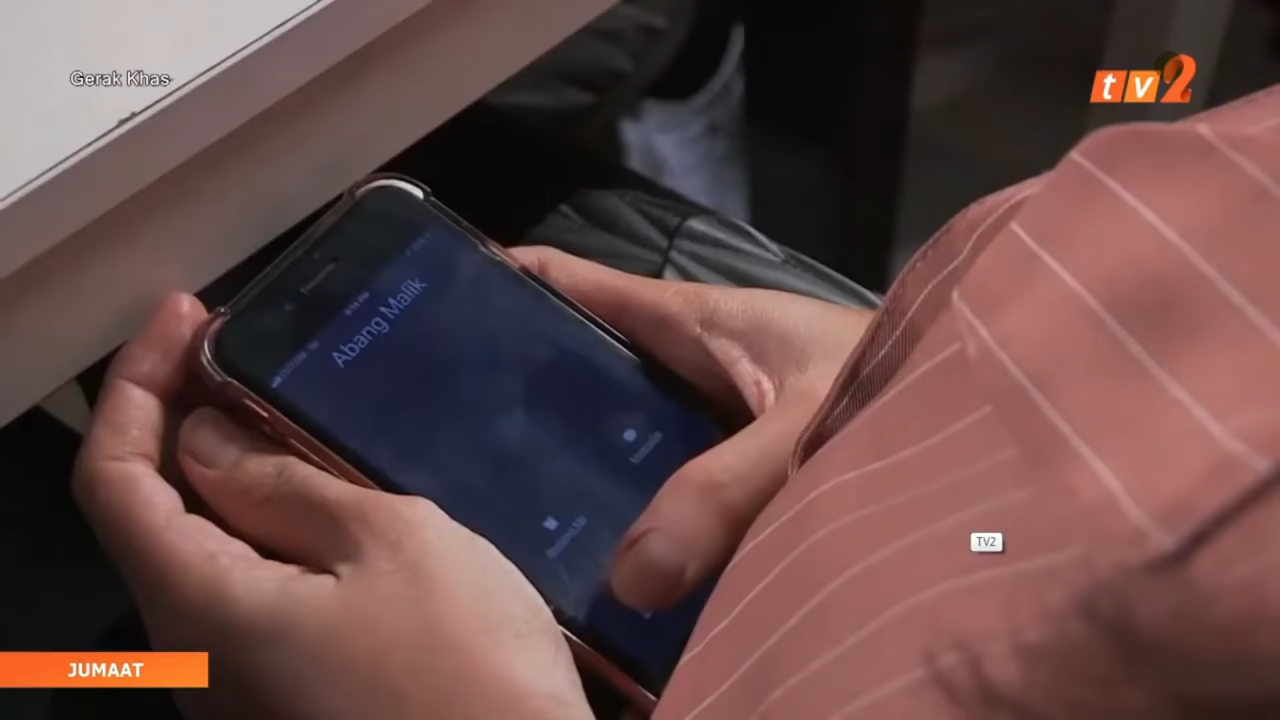 Gerak Khas
tv2
Abang Malik
TV2
JUMAAT